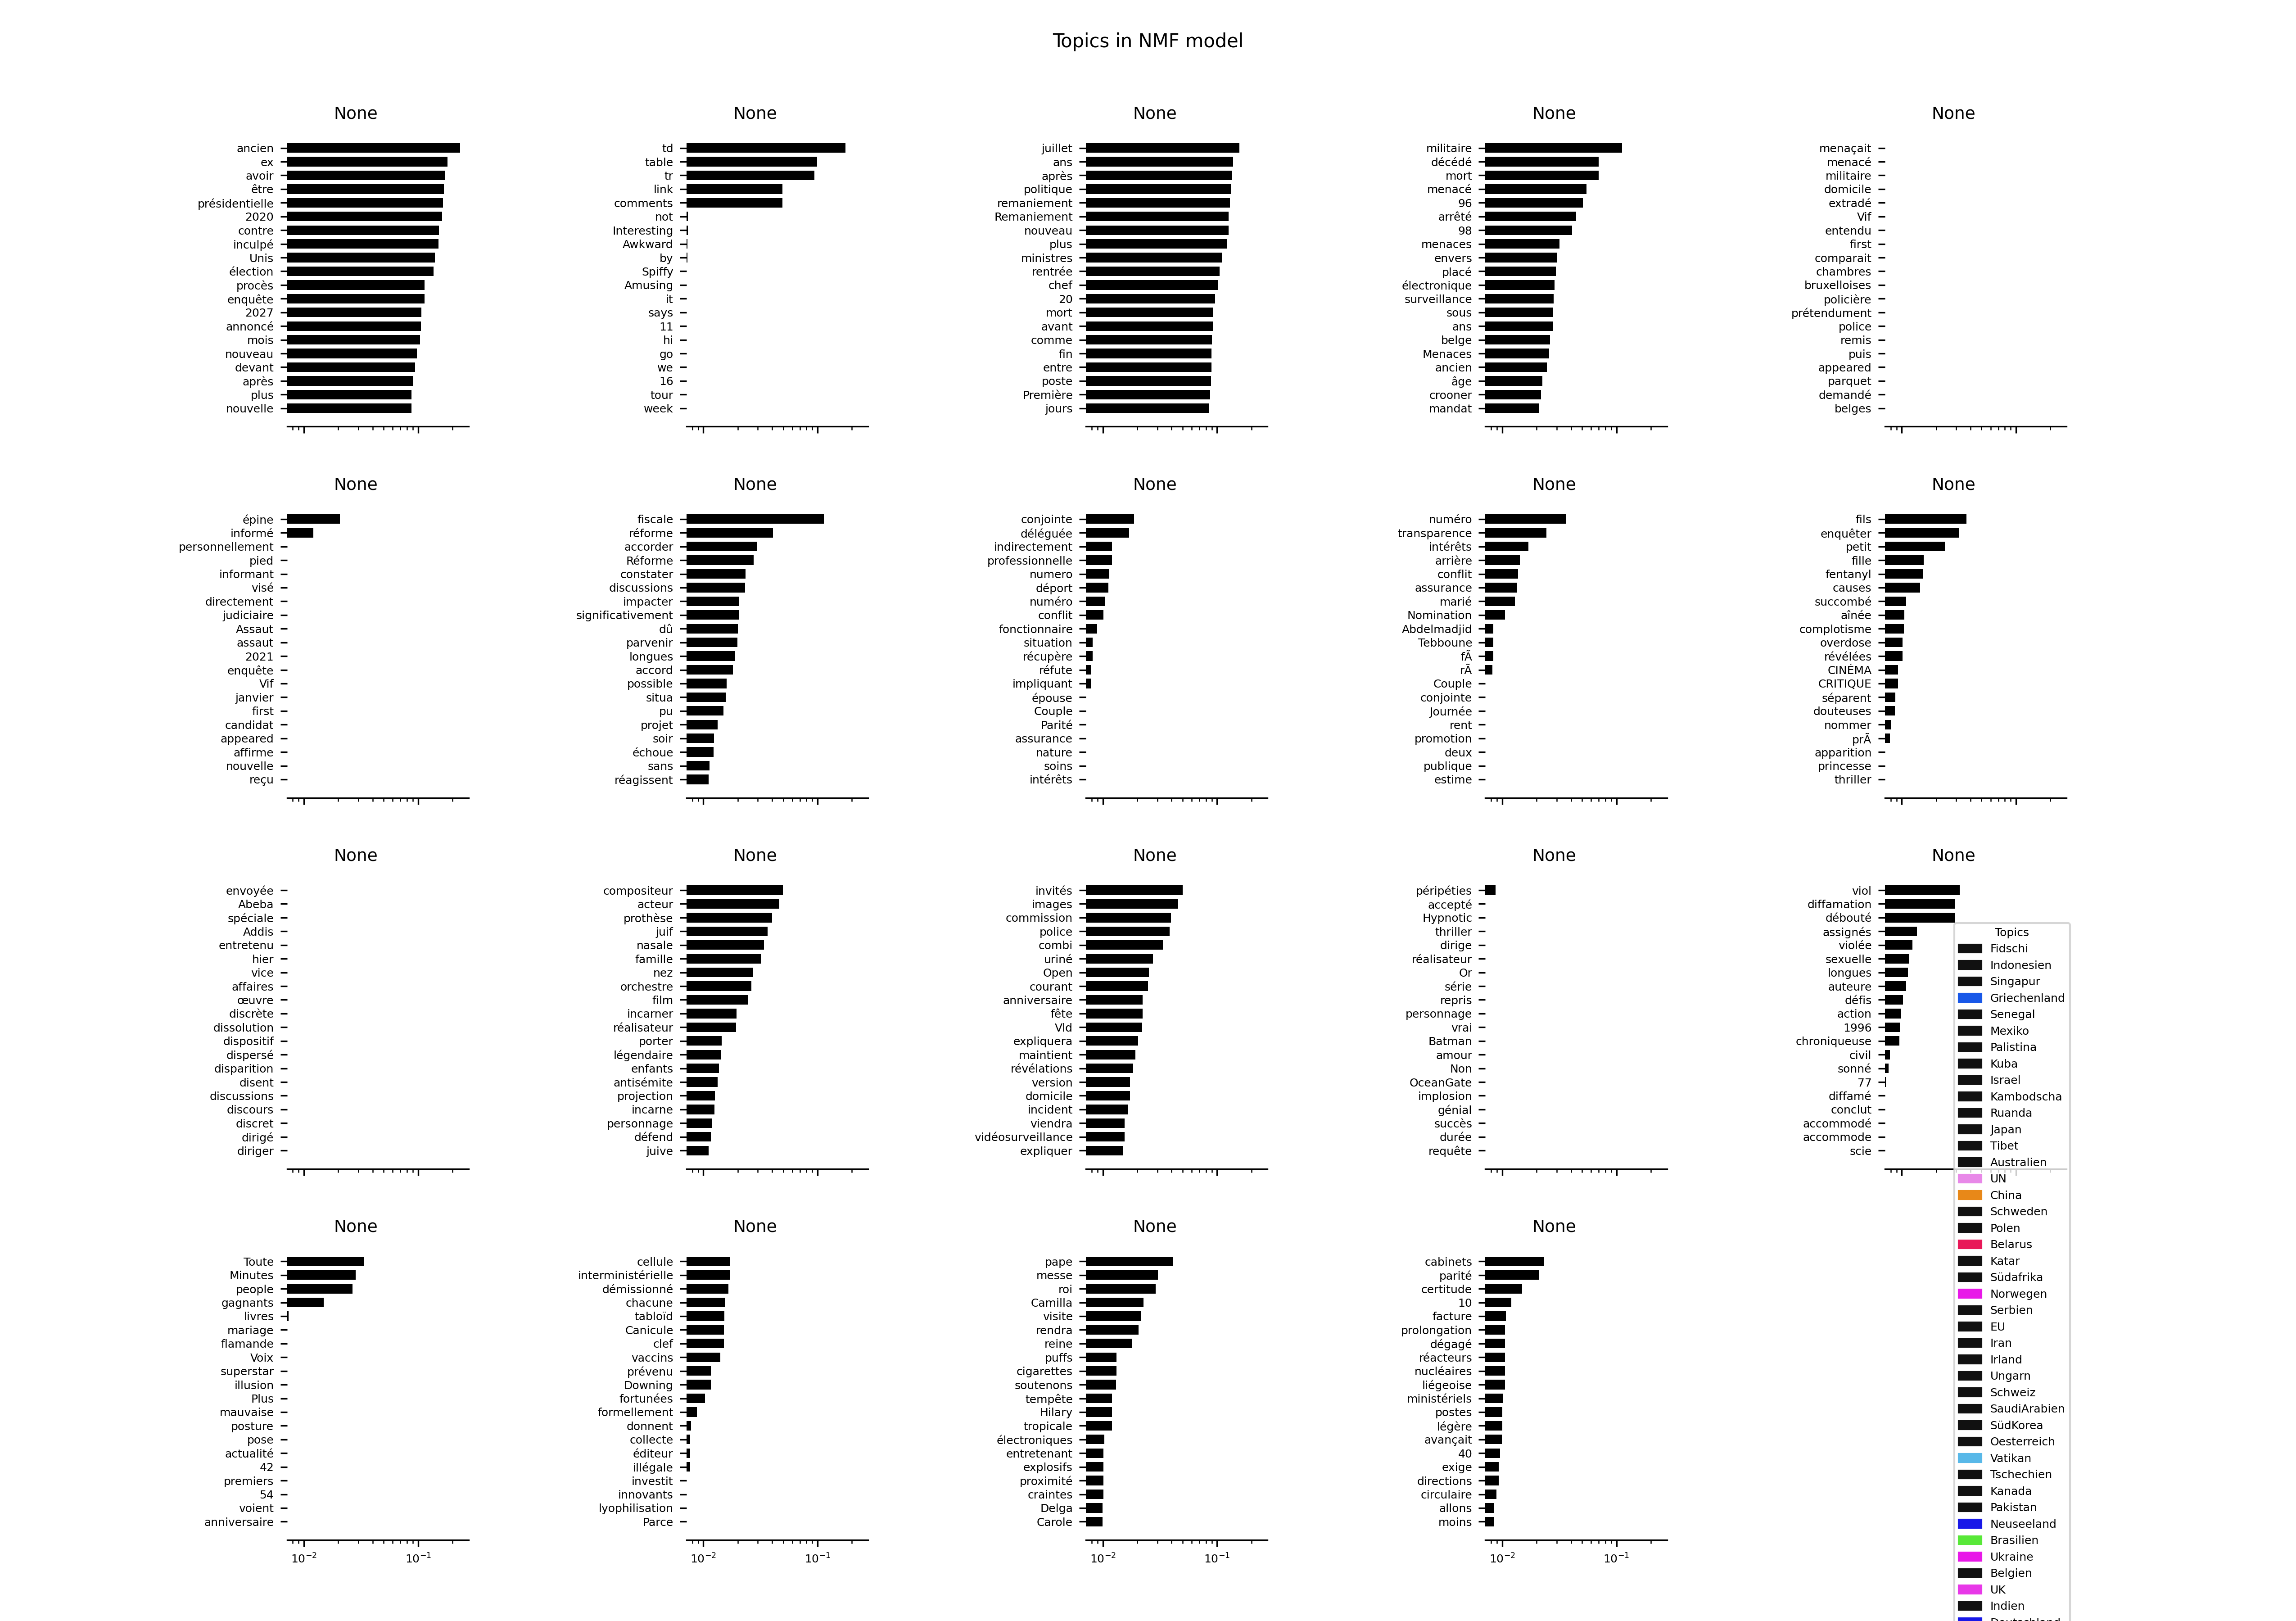 Topics in NMF model
None
ancien
ex
avoir
être
présidentielle
2020
contre
inculpé
Unis
élection
procès
enquête
2027
annoncé
mois
nouveau
devant
après
plus
nouvelle
None
td
table
tr
link
comments
not
Interesting
Awkward
by
Spiffy
Amusing
it
says
11
hi
go
we
16
tour
week
None
juillet
ans
après
politique
remaniement
Remaniement
nouveau
plus
ministres
rentrée
chef
20
mort
avant
comme
fin
entre
poste
Première
jours
None
militaire
décédé
mort
menacé
96
arrêté
98
menaces
envers
placé
électronique
surveillance
sous
ans
belge
Menaces
ancien
âge
crooner
mandat
None
menaçait
menacé
militaire
domicile
extradé
Vif
entendu
first
comparait
chambres
bruxelloises
policière
prétendument
police
remis
puis
appeared
parquet
demandé
belges
None
épine
informé
personnellement
pied
informant
visé
directement
judiciaire
Assaut
assaut
2021
enquête
Vif
janvier
first
candidat
appeared
affirme
nouvelle
reçu
None
fiscale
réforme
accorder
Réforme
constater
discussions
impacter
significativement
dû
parvenir
longues
accord
possible
situa
pu
projet
soir
échoue
sans
réagissent
None
conjointe
déléguée
indirectement
professionnelle
numero
déport
numéro
conflit
fonctionnaire
situation
récupère
réfute
impliquant
épouse
Couple
Parité
assurance
nature
soins
intérêts
None
numéro
transparence
intérêts
arrière
conflit
assurance
marié
Nomination
Abdelmadjid
Tebboune
fÃ
rÃ
Couple
conjointe
Journée
rent
promotion
deux
publique
estime
None
fils
enquêter
petit
fille
fentanyl
causes
succombé
aînée
complotisme
overdose
révélées
CINÉMA
CRITIQUE
séparent
douteuses
nommer
prÃ
apparition
princesse
thriller
None
envoyée
Abeba
spéciale
Addis
entretenu
hier
vice
affaires
œuvre
discrète
dissolution
dispositif
dispersé
disparition
disent
discussions
discours
discret
dirigé
diriger
None
compositeur
acteur
prothèse
juif
nasale
famille
nez
orchestre
film
incarner
réalisateur
porter
légendaire
enfants
antisémite
projection
incarne
personnage
défend
juive
None
invités
images
commission
police
combi
uriné
Open
courant
anniversaire
fête
Vld
expliquera
maintient
révélations
version
domicile
incident
viendra
vidéosurveillance
expliquer
None
péripéties
accepté
Hypnotic
thriller
dirige
réalisateur
Or
série
repris
personnage
vrai
Batman
amour
Non
OceanGate
implosion
génial
succès
durée
requête
None
viol
diffamation
débouté
assignés
violée
sexuelle
longues
auteure
défis
action
1996
chroniqueuse
civil
sonné
77
diffamé
conclut
accommodé
accommode
scie
None
Toute
Minutes
people
gagnants
livres
mariage
flamande
Voix
superstar
illusion
Plus
mauvaise
posture
pose
actualité
42
premiers
54
voient
anniversaire
10⁻² 10⁻¹
None
cellule
interministérielle
démissionné
chacune
tabloïd
Canicule
clef
vaccins
prévenu
Downing
fortunées
formellement
donnent
collecte
éditeur
illégale
investit
innovants
lyophilisation
Parce
10⁻² 10⁻¹
None
pape
messe
roi
Camilla
visite
rendra
reine
puffs
cigarettes
soutenons
tempête
Hilary
tropicale
électroniques
entretenant
explosifs
proximité
craintes
Delga
Carole
10⁻² 10⁻¹
None
cabinets
parité
certitude
10
facture
prolongation
dégagé
réacteurs
nucléaires
liégeoise
ministériels
postes
légère
avançait
40
exige
directions
circulaire
allons
moins
10⁻² 10⁻¹
Topics
Fidschi
Indonesien
Singapur
Griechenland
Senegal
Mexiko
Palistina
Kuba
Israel
Kambodscha
Ruanda
Japan
Tibet
Australien
UN
China
Schweden
Polen
Belarus
Katar
Südafrika
Norwegen
Serbien
EU
Iran
Irland
Ungarn
Schweiz
SaudiArabien
SüdKorea
Oesterreich
Vatikan
Tschechien
Kanada
Pakistan
Neuseeland
Brasilien
Ukraine
Belgien
UK
Indien